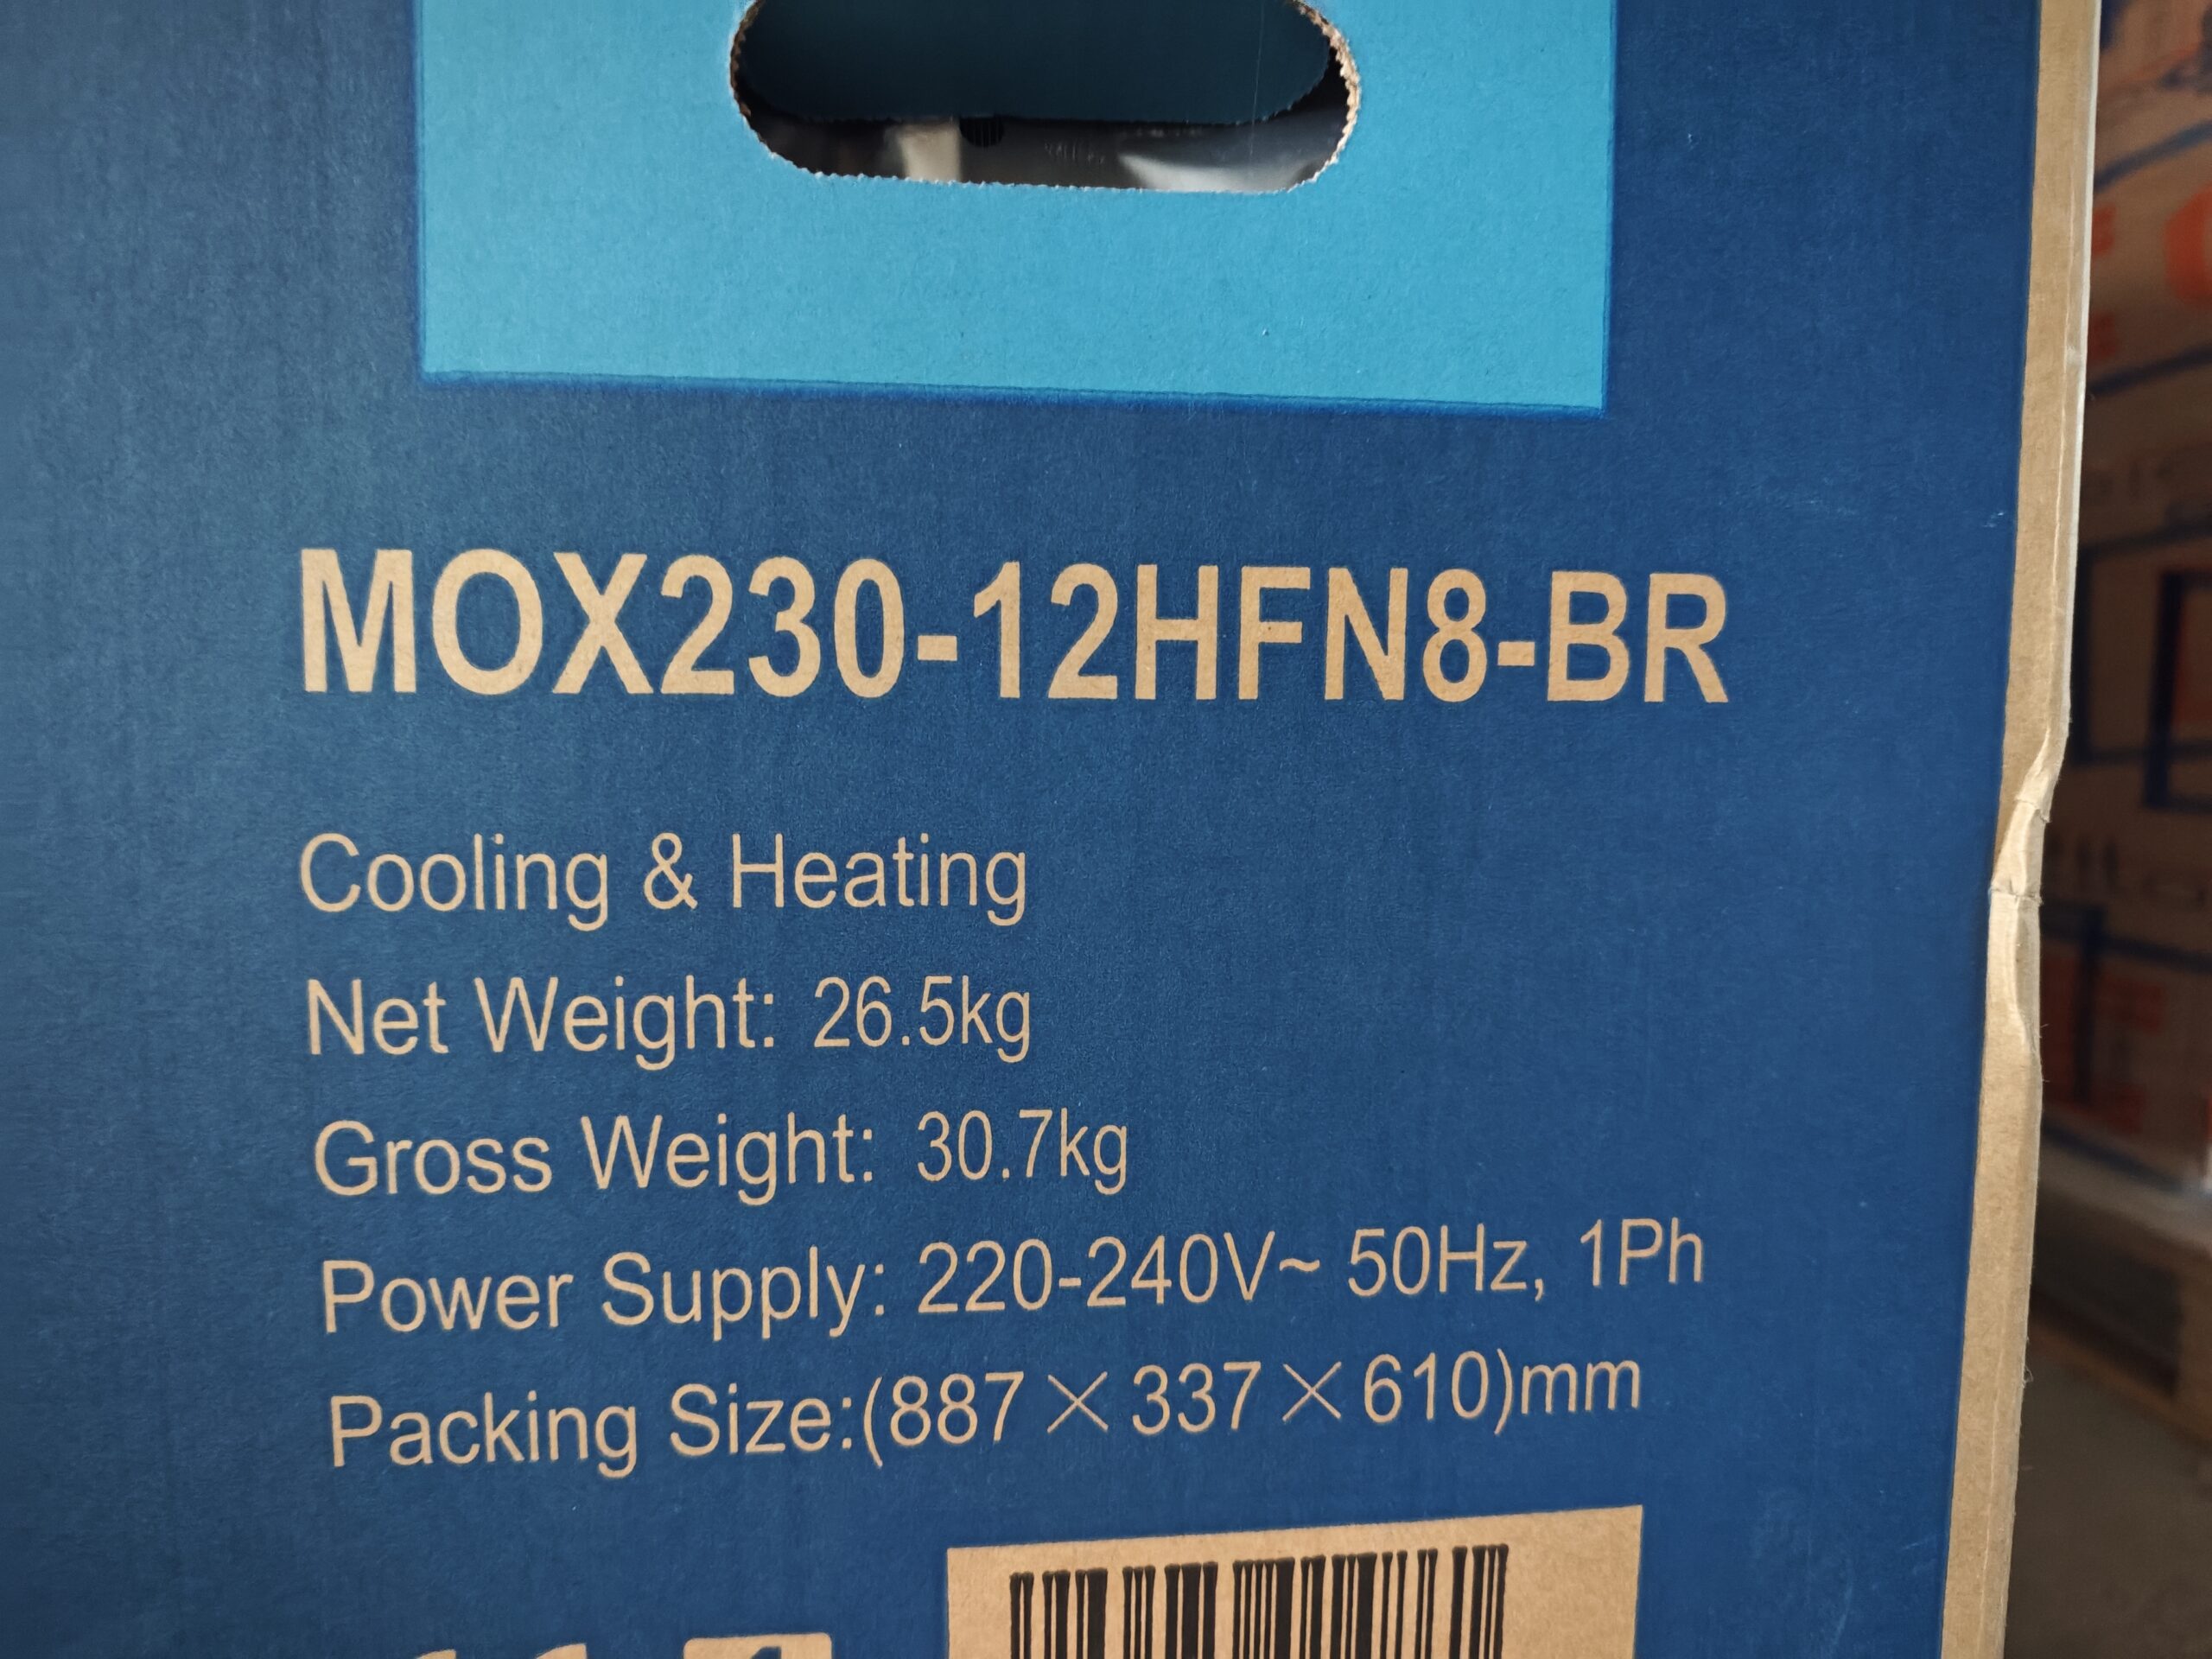 MOX230-12HFN8-BR
Cooling & Heating
Net Weight: 26.5kg
Gross Weight: 30.7kg
Power Supply: 220-240V~ 50Hz, 1Ph
Packing Size:(887×337×610)mm